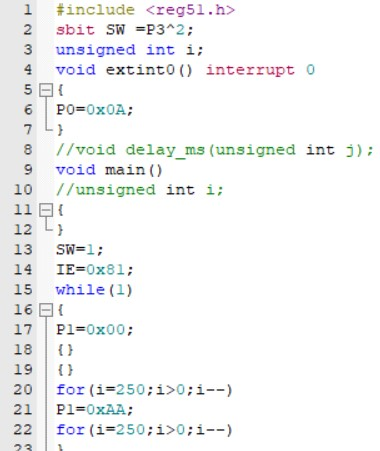 1 #include <reg51.h>
2 sbit SW =P3^2;
3 unsigned int i;
4 void extint0() interrupt 0
5 {
6 P0=0x0A;
7 }
8 //void delay_ms(unsigned int j);
9 void main()
10 //unsigned int i;
11 {
12 }
13 SW=1;
14 IE=0x81;
15 while(1)
16 {
17 P1=0x00;
18 {}
19 {}
20 for(i=250;i>0;i--)
21 P1=0xAA;
22 for(i=250;i>0;i--)
23 }